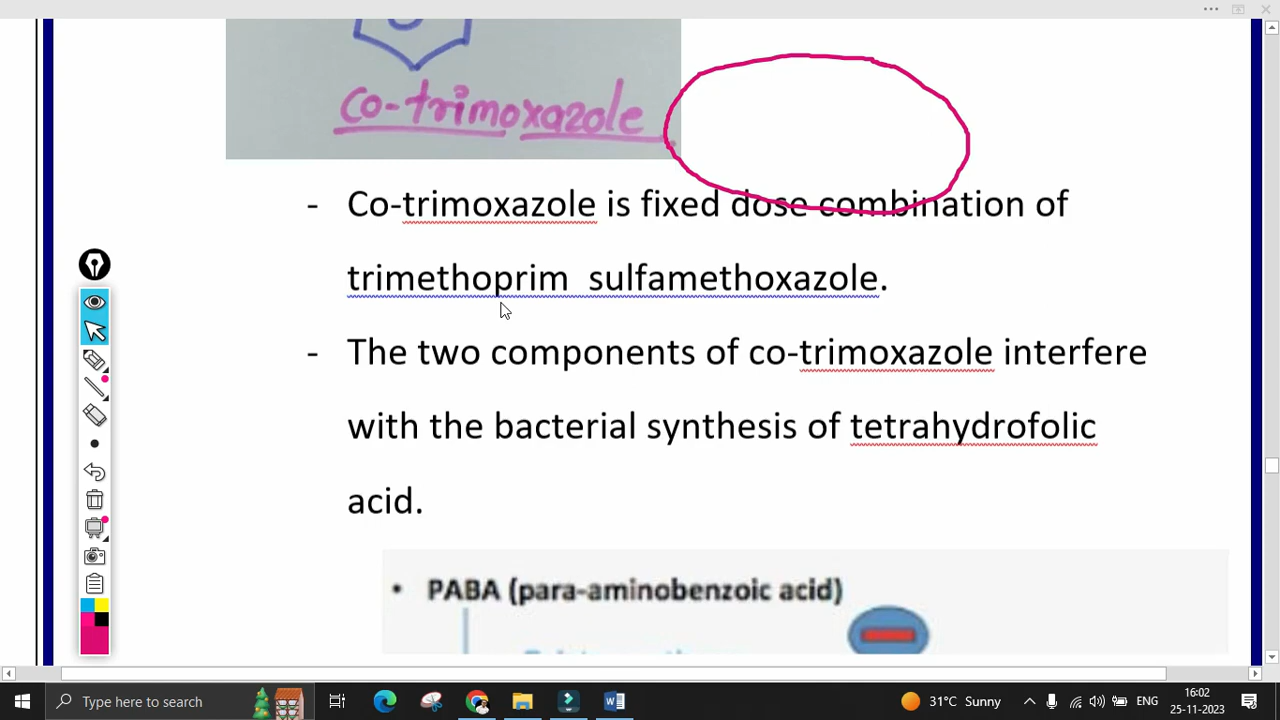 Co-trimoxazole
- Co-trimoxazole is fixed dose combination of
trimethoprim sulfamethoxazole.
- The two components of co-trimoxazole interfere
with the bacterial synthesis of tetrahydrofolic
acid.
• PABA (para-aminobenzoic acid)
Type here to search
31°C Sunny
ENG
16:02
25-11-2023